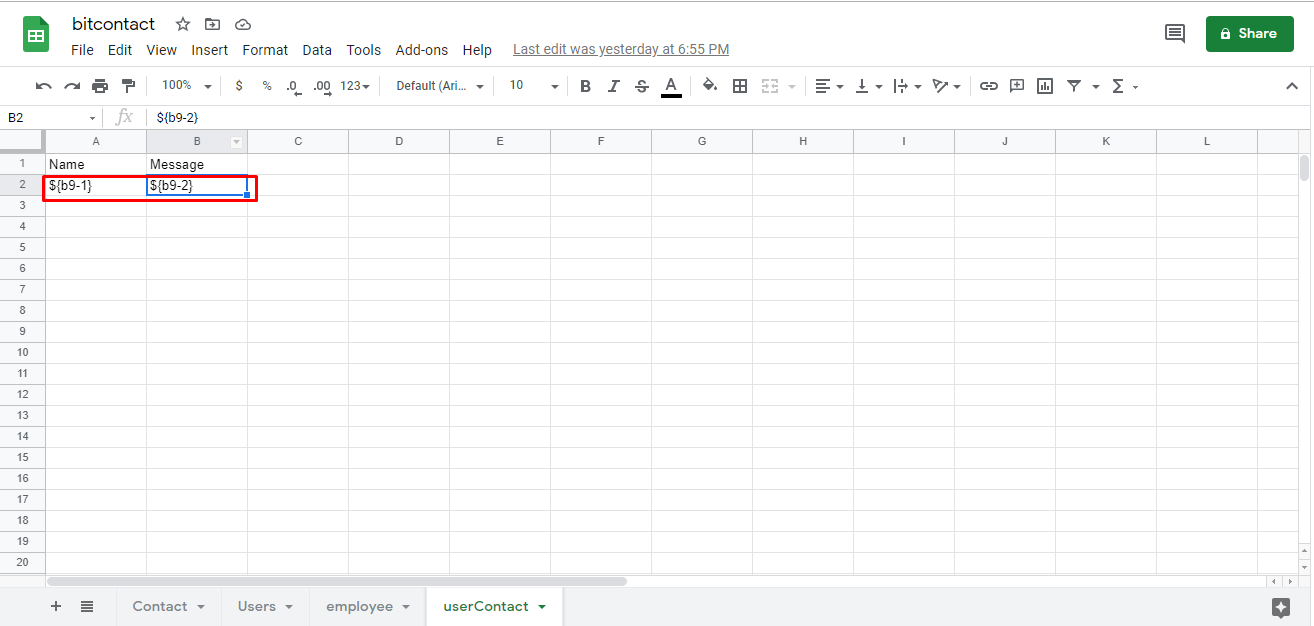 bitcontact
File Edit View Insert Format Data Tools Add-ons Help Last edit was yesterday at 6:55 PM
Share
100% $ % .0 .00 123 Default (Ari... 10 B I S A
B2 fx ${b9-2}
A B C D E F G H I J K L
1 Name Message
2 ${b9-1} ${b9-2}
3
4
5
6
7
8
9
10
11
12
13
14
15
16
17
18
19
20
Contact Users employee userContact